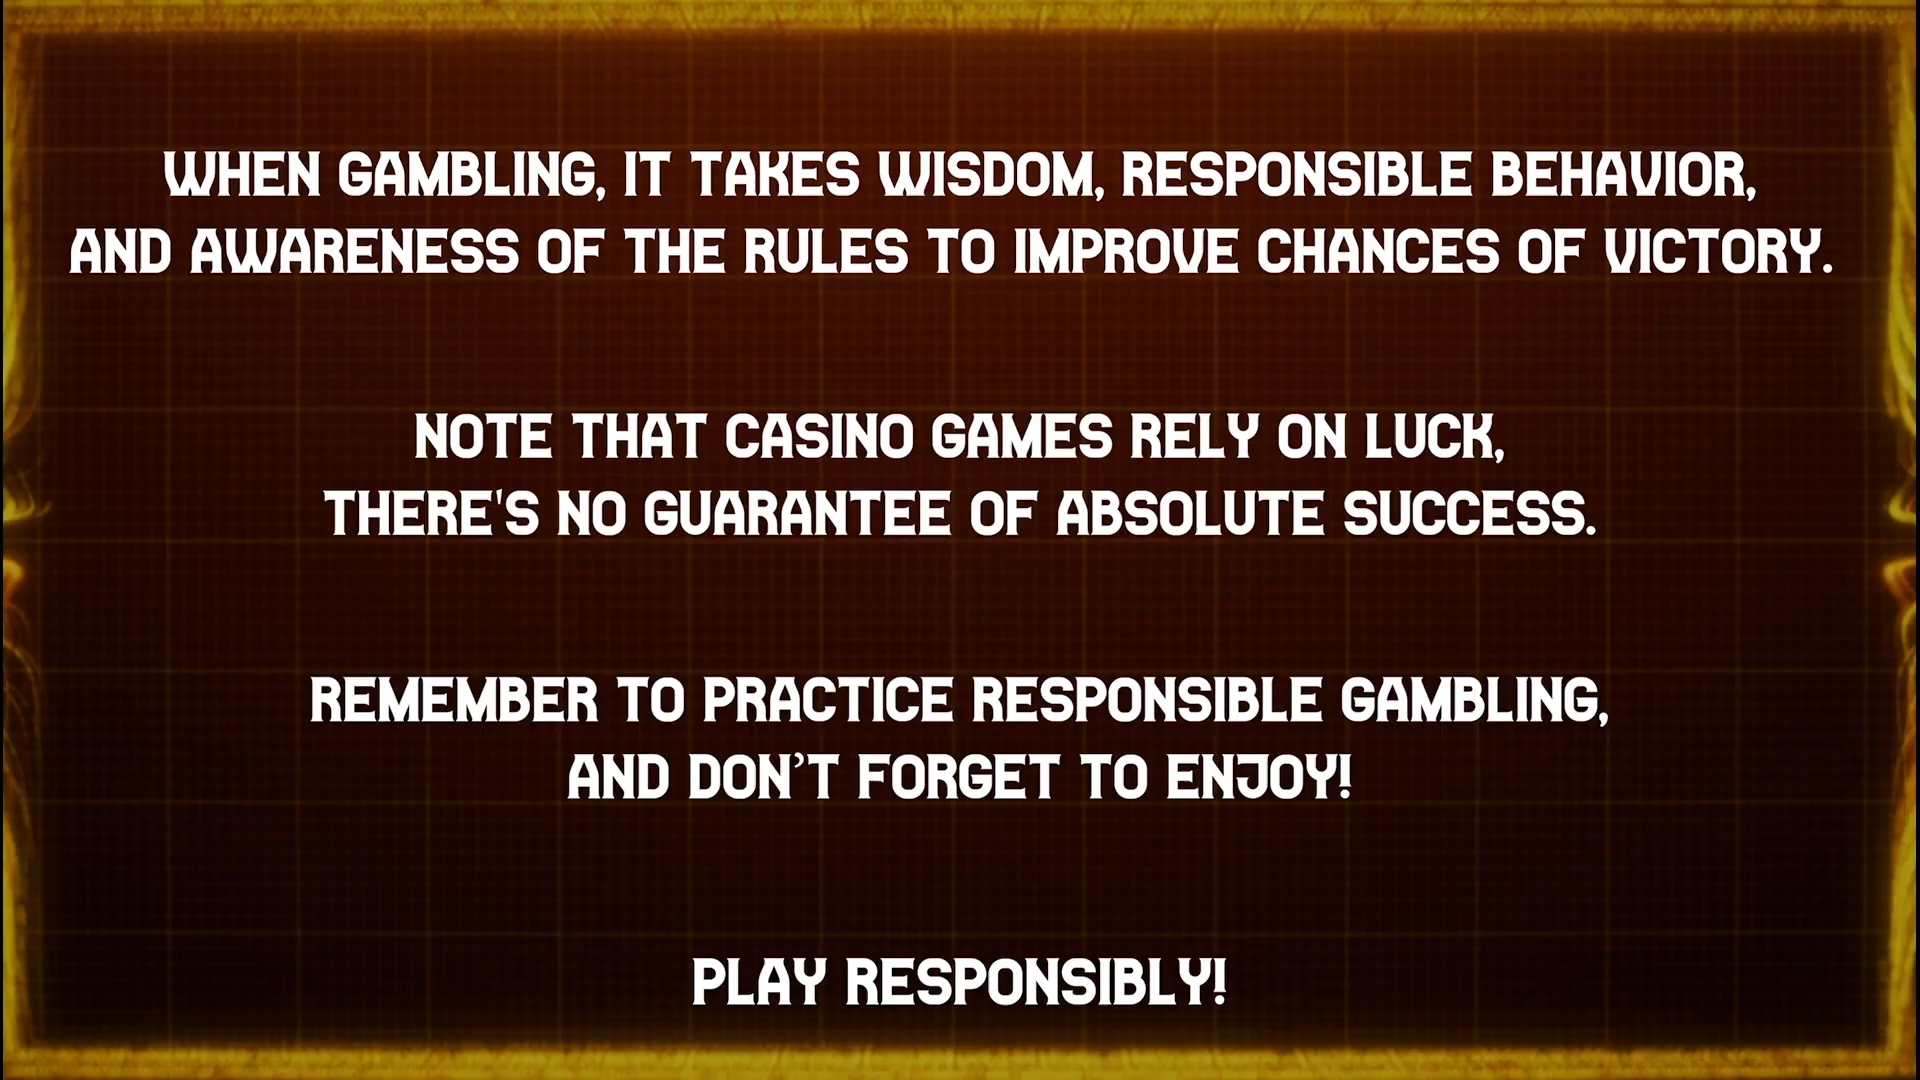 WHEN GAMBLING, IT TAKES WISDOM, RESPONSIBLE BEHAVIOR,
AND AWARENESS OF THE RULES TO IMPROVE CHANCES OF VICTORY.
NOTE THAT CASINO GAMES RELY ON LUCK,
THERE'S NO GUARANTEE OF ABSOLUTE SUCCESS.
REMEMBER TO PRACTICE RESPONSIBLE GAMBLING,
AND DON’T FORGET TO ENJOY!
PLAY RESPONSIBLY!